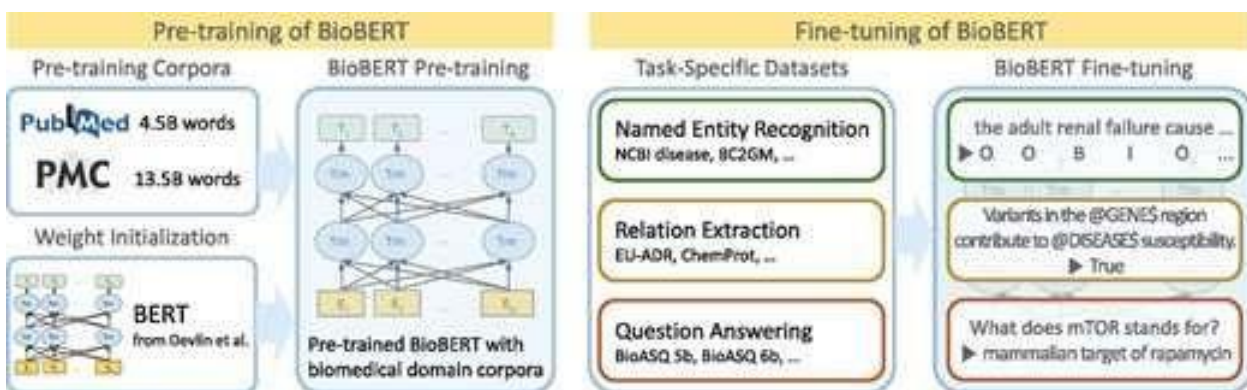 Pre-training of BioBERT
Pre-training Corpora
PubMed 4.5B words
PMC 13.5B words
Weight Initialization
BERT
from Devlin et al.
BioBERT Pre-training
Pre-trained BioBERT with
biomedical domain corpora
Fine-tuning of BioBERT
Task-Specific Datasets
Named Entity Recognition
NCBI disease, BC2GM, ...
Relation Extraction
EU-ADR, ChemProt, ...
Question Answering
BioASQ 5b, BioASQ 6b, ...
BioBERT Fine-tuning
the adult renal failure cause ...
▶ O O B I O ...
Variants in the @GENE$ region
contribute to @DISEASE$ susceptibility.
▶ True
What does mTOR stands for?
▶ mammalian target of rapamycin